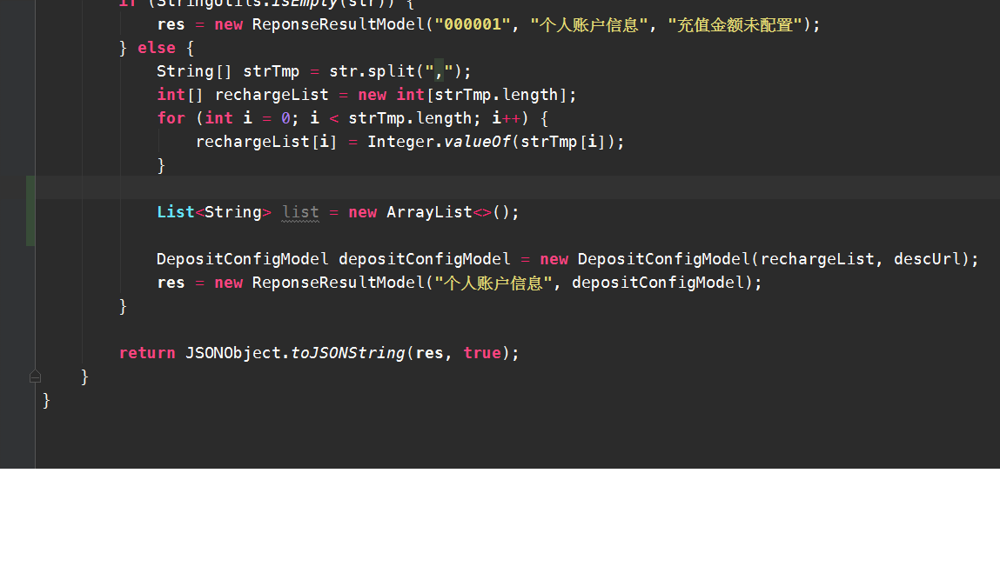 if (StringUtils.isEmpty(str)) {
res = new ReponseResultModel("000001", "个人账户信息", "充值金额未配置");
} else {
String[] strTmp = str.split(",");
int[] rechargeList = new int[strTmp.length];
for (int i = 0; i < strTmp.length; i++) {
rechargeList[i] = Integer.valueOf(strTmp[i]);
}
List<String> list = new ArrayList<>();
DepositConfigModel depositConfigModel = new DepositConfigModel(rechargeList, descUrl);
res = new ReponseResultModel("个人账户信息", depositConfigModel);
}
return JSONObject.toJSONString(res, true);
}
}